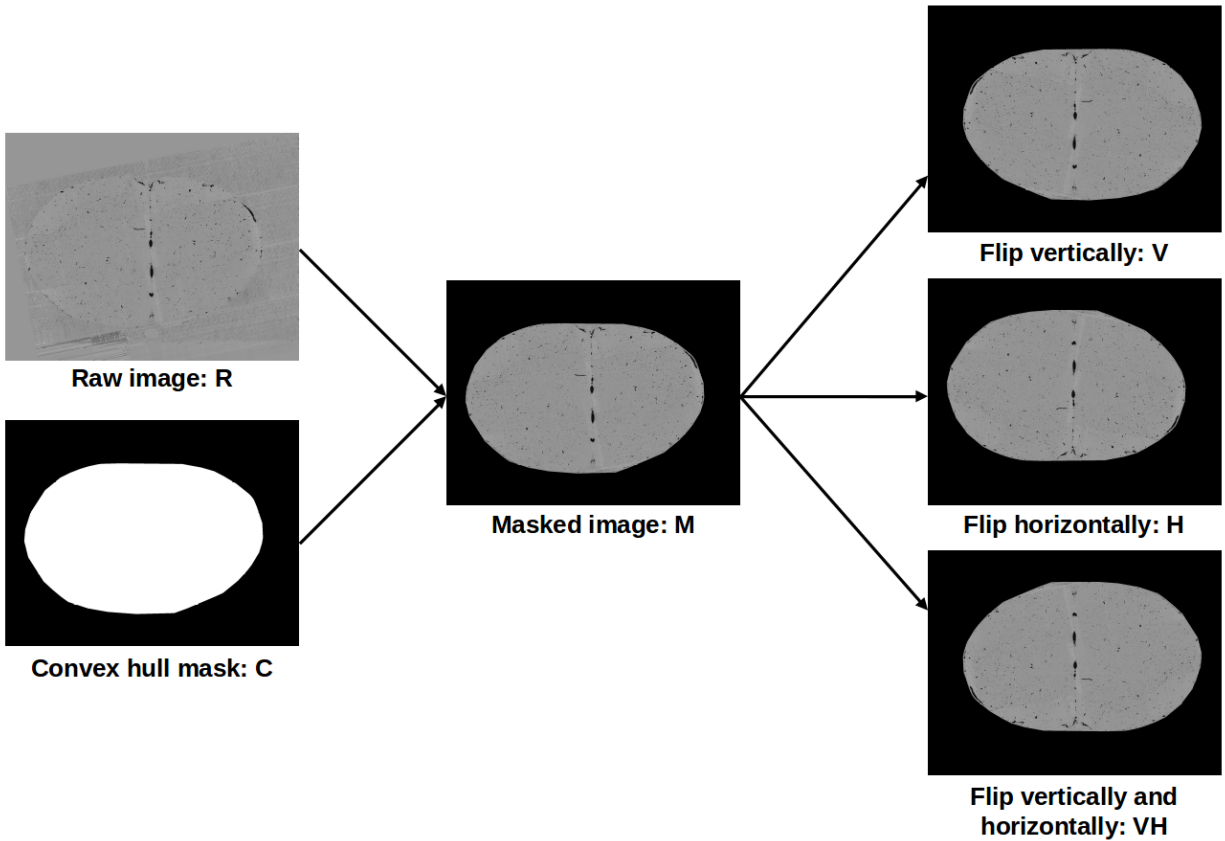 Raw image: R
Convex hull mask: C
Masked image: M
Flip vertically: V
Flip horizontally: H
Flip vertically and
horizontally: VH